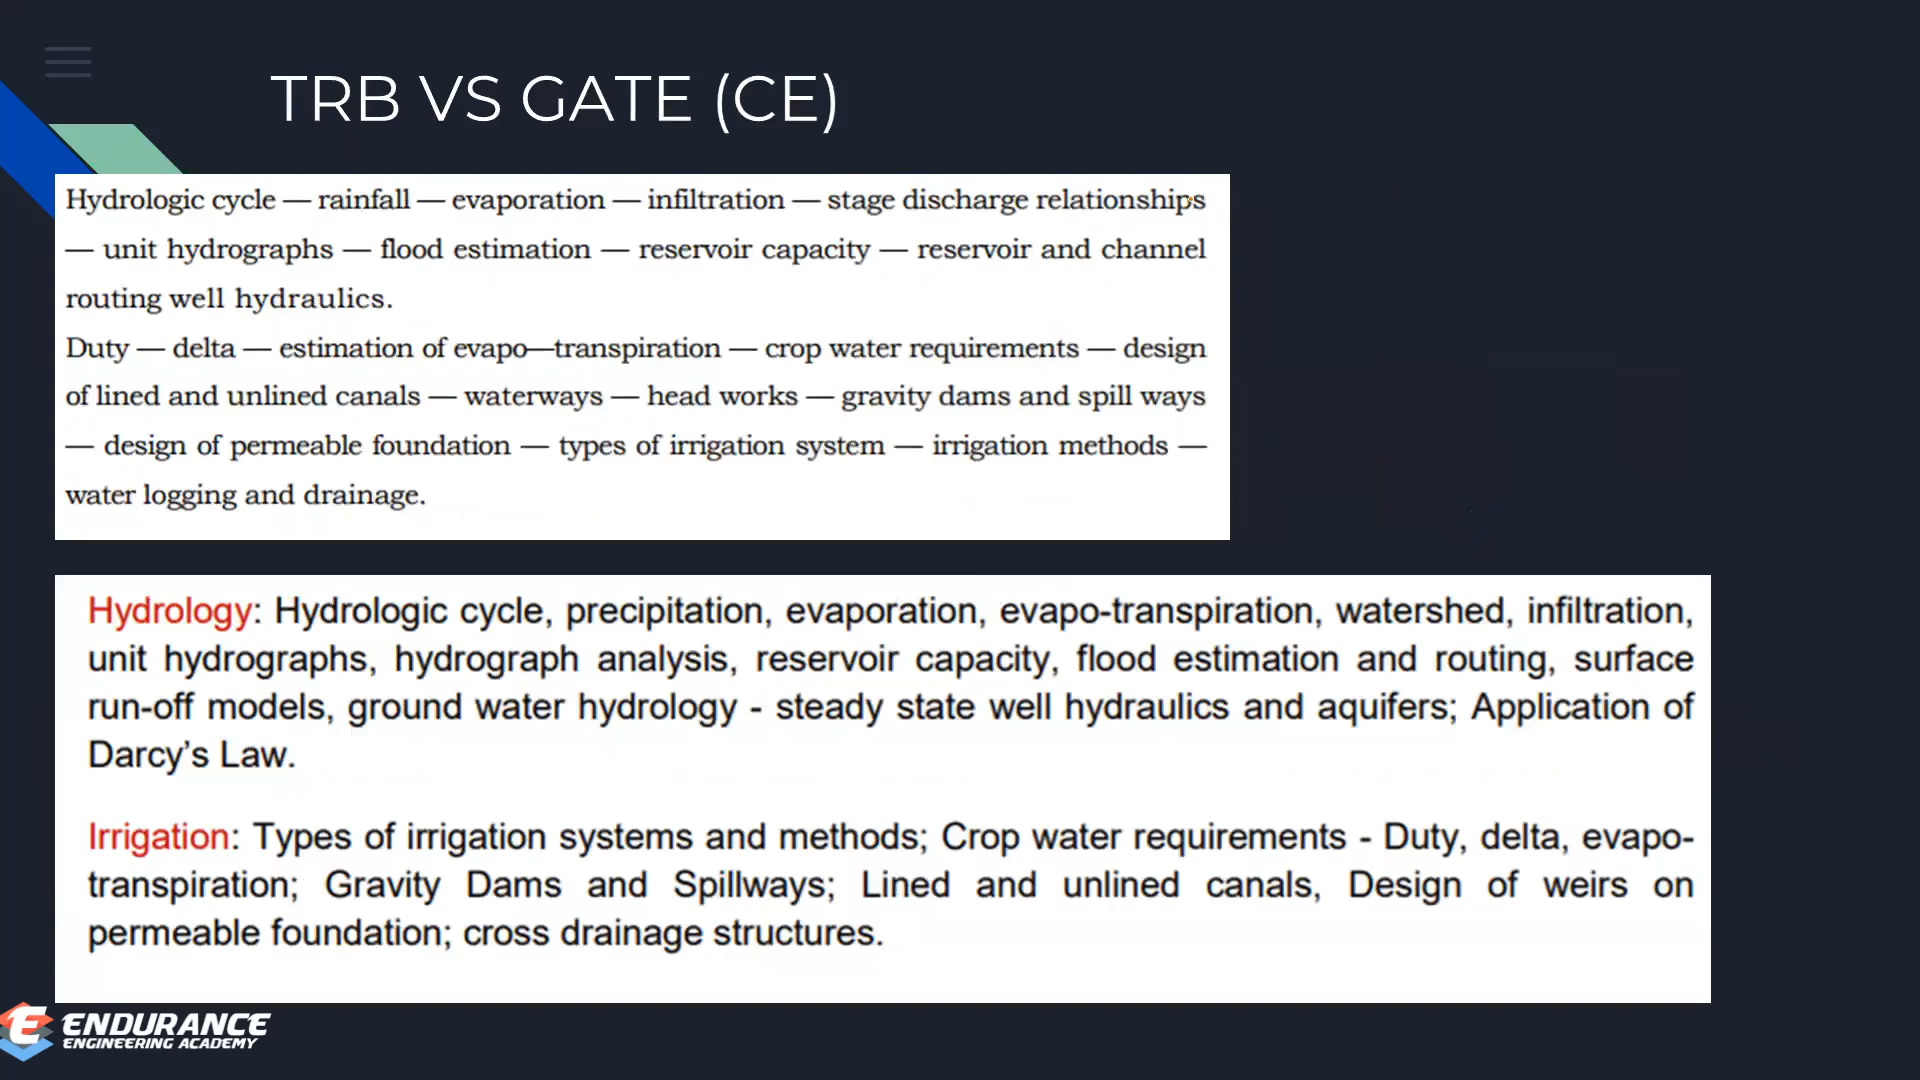 TRB VS GATE (CE)
Hydrologic cycle — rainfall — evaporation — infiltration — stage discharge relationships
— unit hydrographs — flood estimation — reservoir capacity — reservoir and channel
routing well hydraulics.
Duty — delta — estimation of evapo—transpiration — crop water requirements — design
of lined and unlined canals — waterways — head works — gravity dams and spill ways
— design of permeable foundation — types of irrigation system — irrigation methods —
water logging and drainage.
Hydrology: Hydrologic cycle, precipitation, evaporation, evapo-transpiration, watershed, infiltration,
unit hydrographs, hydrograph analysis, reservoir capacity, flood estimation and routing, surface
run-off models, ground water hydrology - steady state well hydraulics and aquifers; Application of
Darcy's Law.
Irrigation: Types of irrigation systems and methods; Crop water requirements - Duty, delta, evapo-
transpiration; Gravity Dams and Spillways; Lined and unlined canals, Design of weirs on
permeable foundation; cross drainage structures.
E ENDURANCE
ENGINEERING ACADEMY